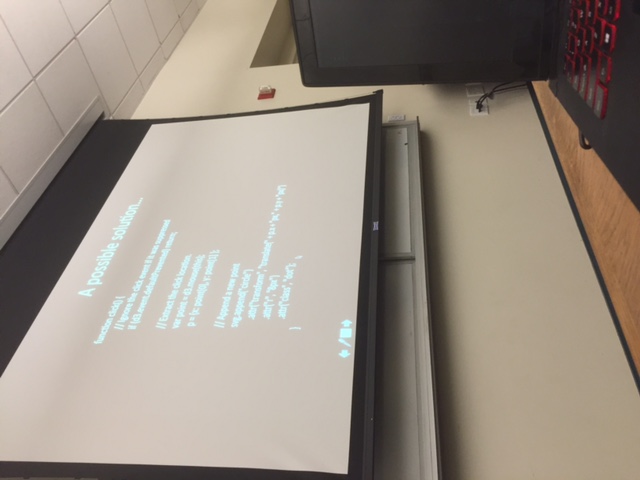 A possible solution...
function click() {
// Ignore the click event if it was suppressed
if (d3.event.defaultPrevented) return;
// Extract the click location
var point = d3.mouse(this),
p = {x: point[0], y: point[1] };
// Append a new point
svg.append("circle")
.attr("transform", "translate(" + p.x + "," + p.y + ")")
.attr("r", "8px")
.attr("class", "dot");
}